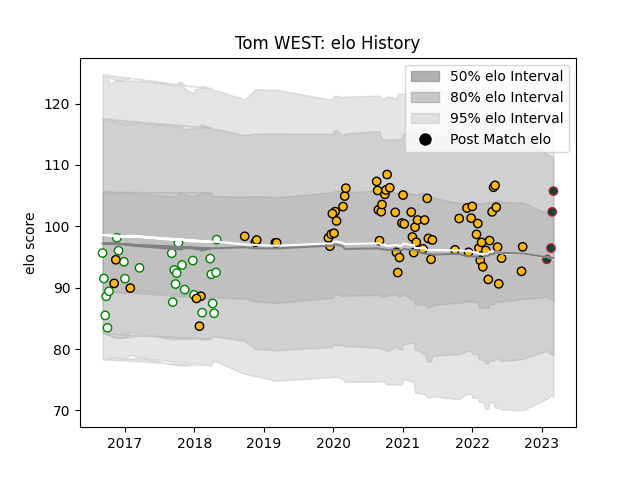 Tom WEST: elo History
50% elo Interval
80% elo Interval
95% elo Interval
Post Match elo
elo score
120
110
100
90
80
70
2017
2018
2019
2020
2021
2022
2023